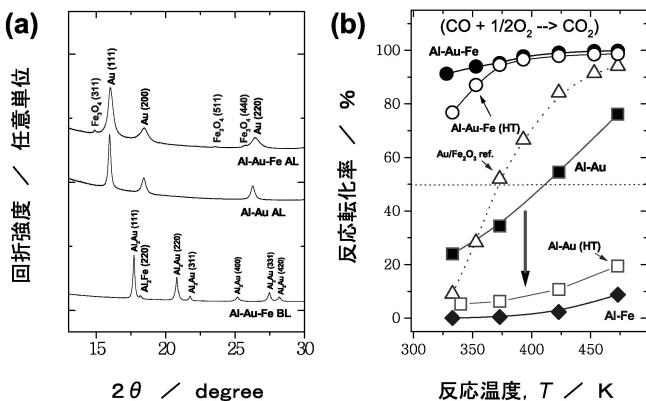 (a)
回折強度 ／ 任意単位
Fe3O4 (311)
Au (111)
Au (200)
Fe3O4 (511)
Fe3O4 (440)
Au (220)
Al-Au-Fe AL
Al-Au AL
Al2Au (111)
Al2Fe (220)
Al2Au (220)
Al2Au (311)
Al2Au (400)
Al2Au (331)
Al2Au (420)
Al-Au-Fe BL
15 20 25 30
2θ ／ degree
(b)
(CO + 1/2O2 --> CO2)
反応転化率 ／ %
100
80
60
40
20
0
Al-Au-Fe
Al-Au-Fe (HT)
Au/Fe2O3 ref.
Al-Au
Al-Au (HT)
Al-Fe
300 350 400 450 500
反応温度, T ／ K